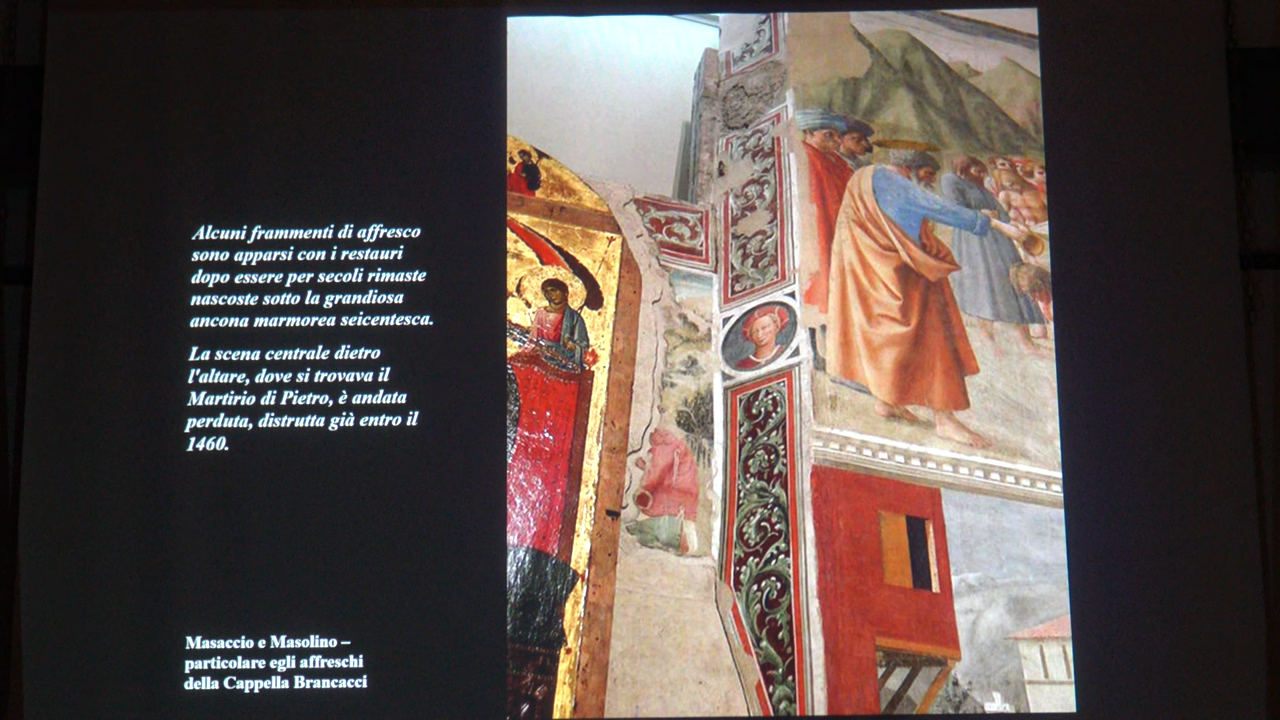 Alcuni frammenti di affresco
sono apparsi con i restauri
dopo essere per secoli rimaste
nascoste sotto la grandiosa
ancona marmorea seicentesca.
La scena centrale dietro
l'altare, dove si trovava il
Martirio di Pietro, è andata
perduta, distrutta già entro il
1460.
Masaccio e Masolino –
particolare egli affreschi
della Cappella Brancacci